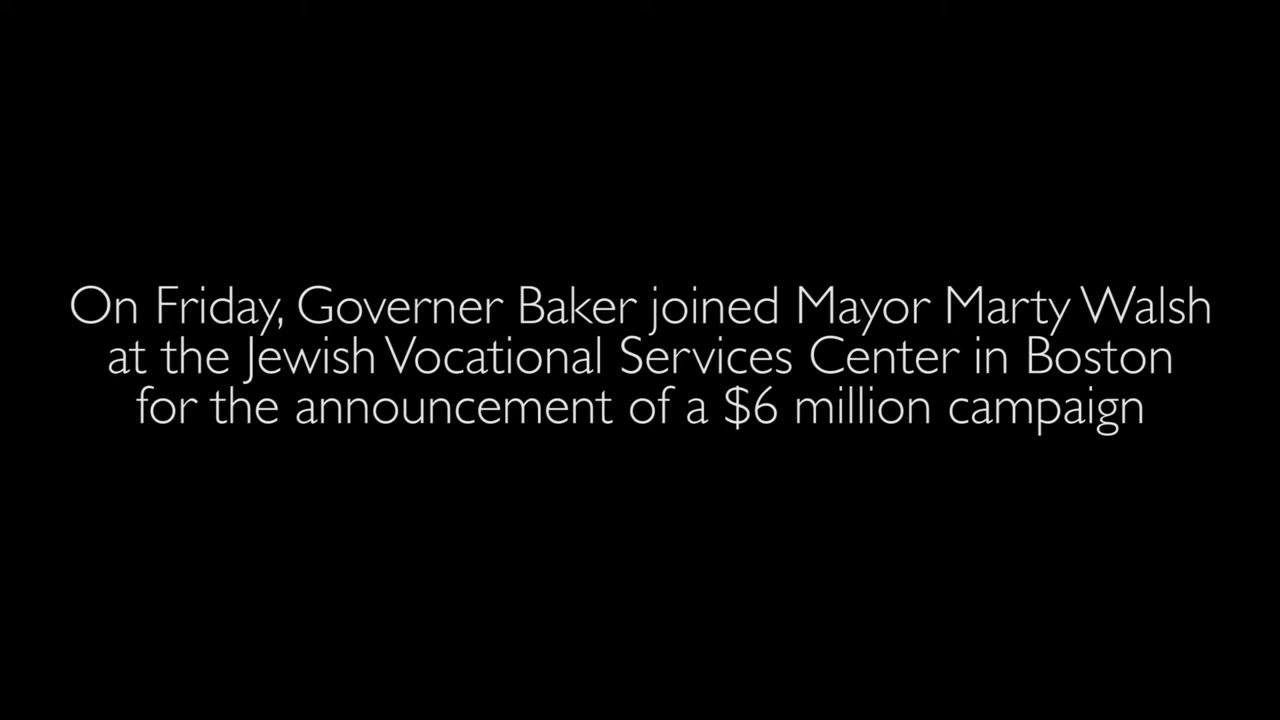 On Friday, Governer Baker joined Mayor Marty Walsh
at the Jewish Vocational Services Center in Boston
for the announcement of a $6 million campaign